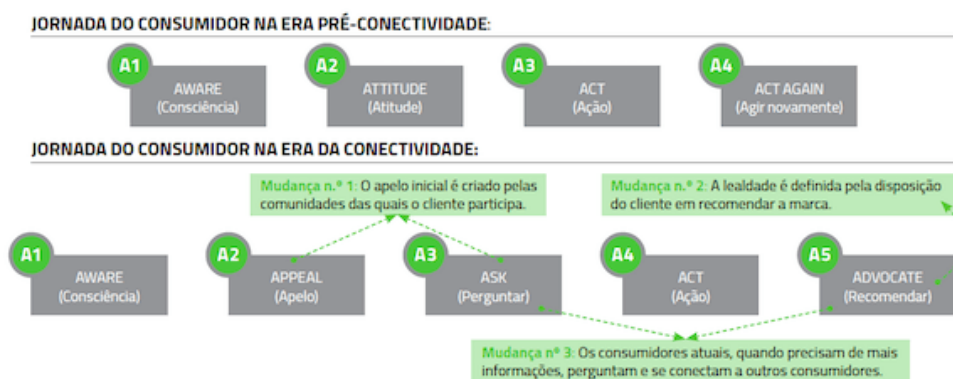 JORNADA DO CONSUMIDOR NA ERA PRÉ-CONECTIVIDADE:
A1
AWARE
(Consciência)
A2
ATTITUDE
(Atitude)
A3
ACT
(Ação)
A4
ACT AGAIN
(Agir novamente)
JORNADA DO CONSUMIDOR NA ERA DA CONECTIVIDADE:
Mudança n.º 1: O apelo inicial é criado pelas
comunidades das quais o cliente participa.
Mudança n.º 2: A lealdade é definida pela disposição
do cliente em recomendar a marca.
A1
AWARE
(Consciência)
A2
APPEAL
(Apelo)
A3
ASK
(Perguntar)
A4
ACT
(Ação)
A5
ADVOCATE
(Recomendar)
Mudança nº 3: Os consumidores atuais, quando precisam de mais
informações, perguntam e se conectam a outros consumidores.